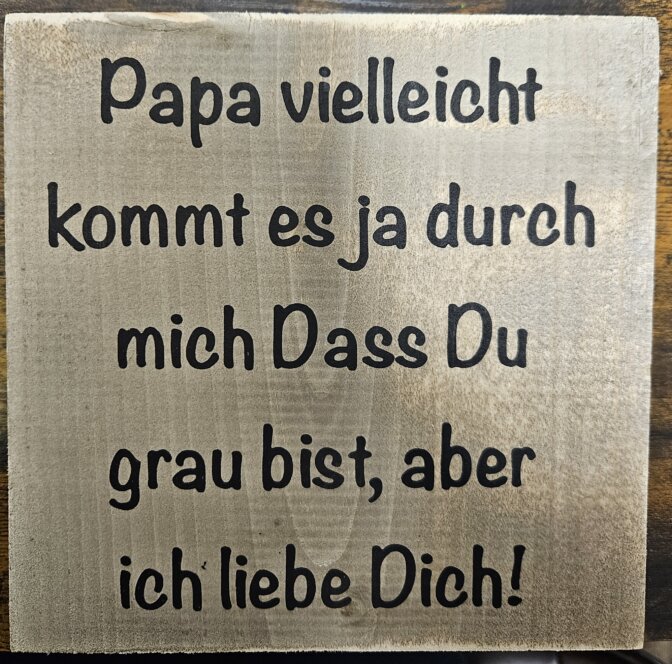 Papa vielleicht
kommt es ja durch
mich Dass Du
grau bist, aber
ich liebe Dich!